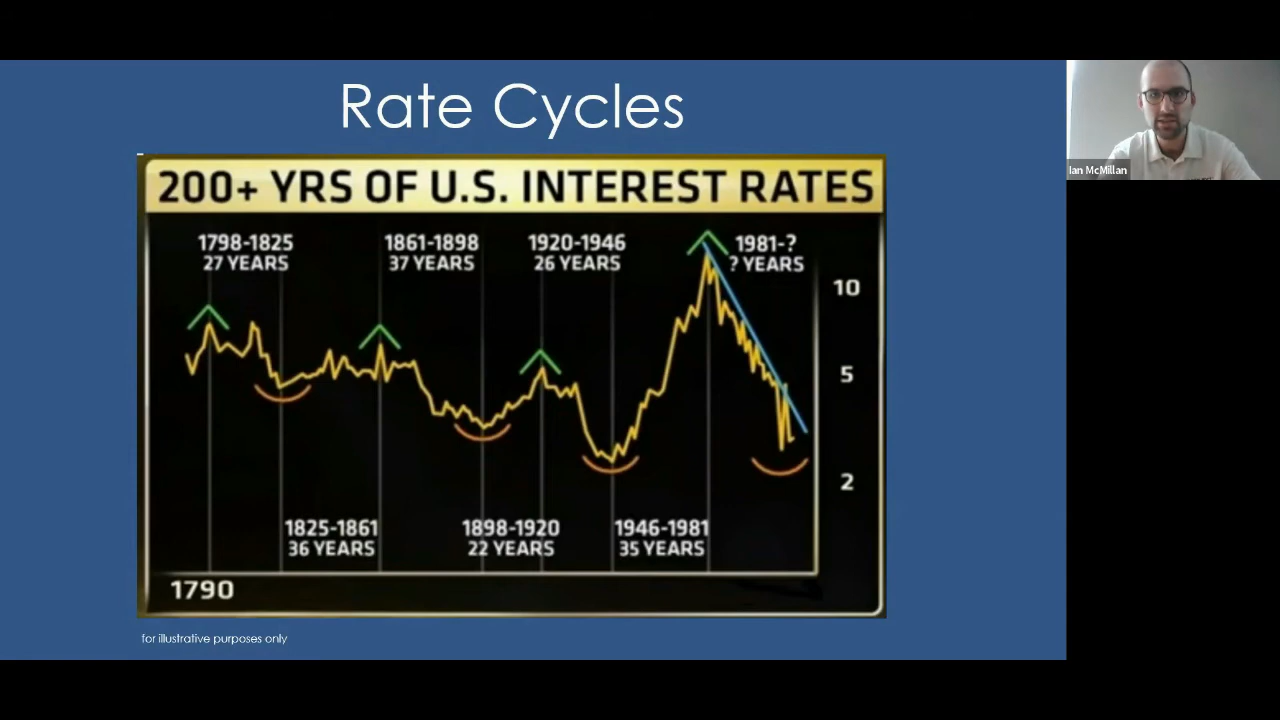 Rate Cycles
Ian McMillan
200+ YRS OF U.S. INTEREST RATES
1798-1825
27 YEARS
1861-1898
37 YEARS
1920-1946
26 YEARS
1981-?
? YEARS
10
5
2
1825-1861
36 YEARS
1898-1920
22 YEARS
1946-1981
35 YEARS
1790
for illustrative purposes only